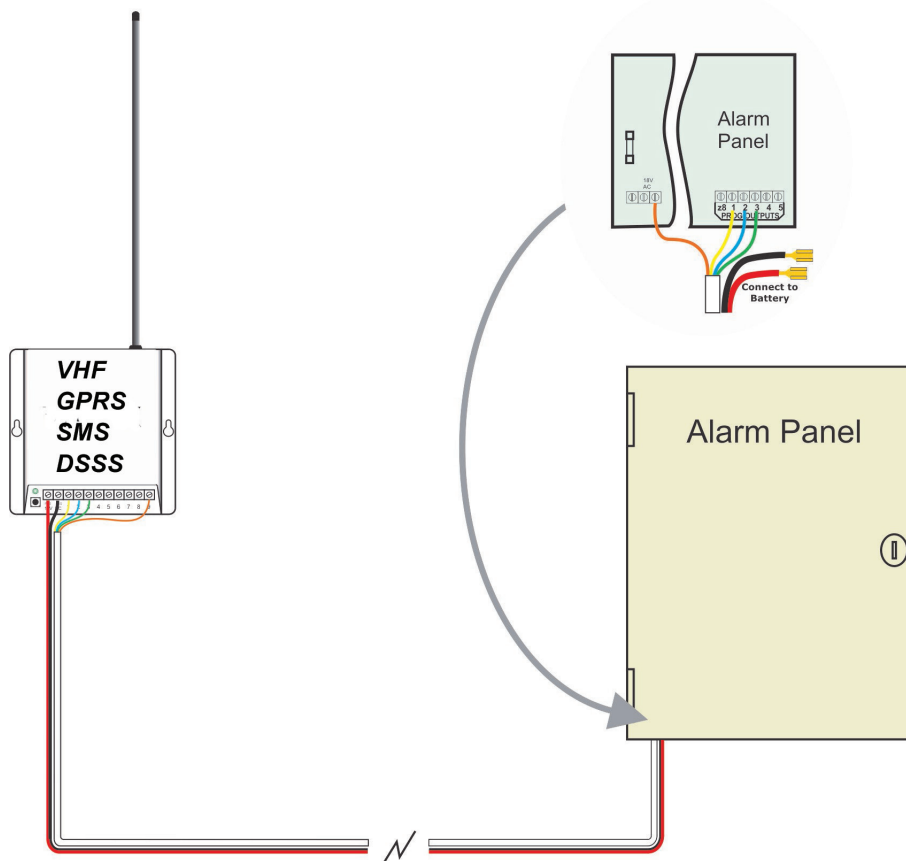 VHF
GPRS
SMS
DSSS
4 5 6 7 8
Alarm
Panel
18V
AC
z8 1 2 3 4 5
PROG OUTPUTS
Connect to
Battery
Alarm Panel